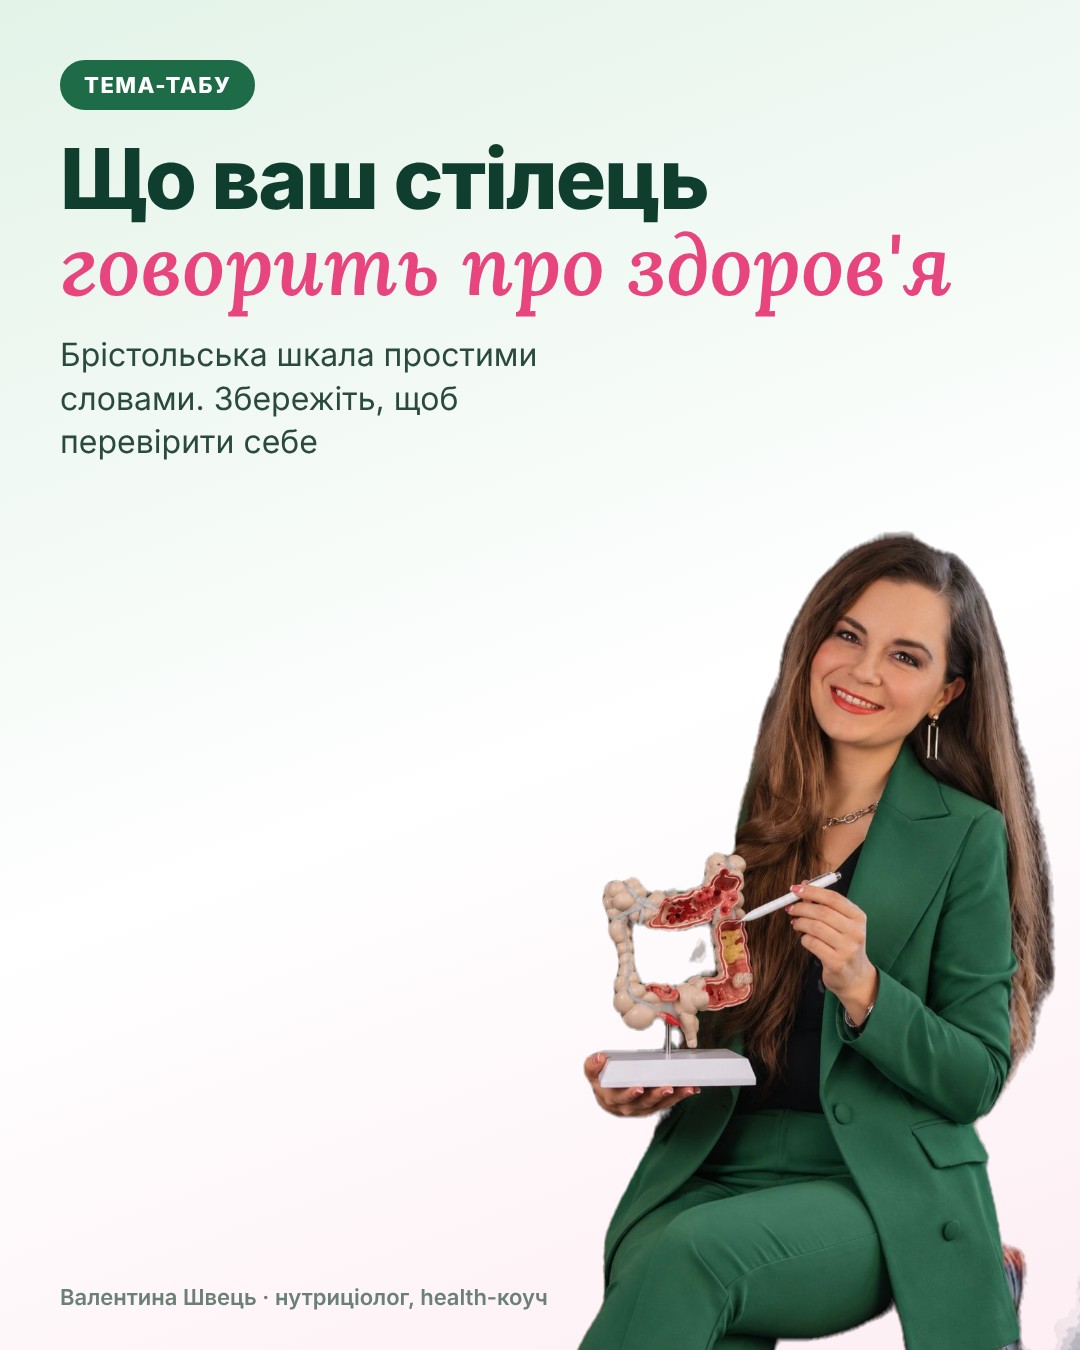 ТЕМА-ТАБУ
Що ваш стілець
говорить про здоров'я
Брістольська шкала простими
словами. Збережіть, щоб
перевірити себе
Валентина Швець · нутриціолог, health-коуч